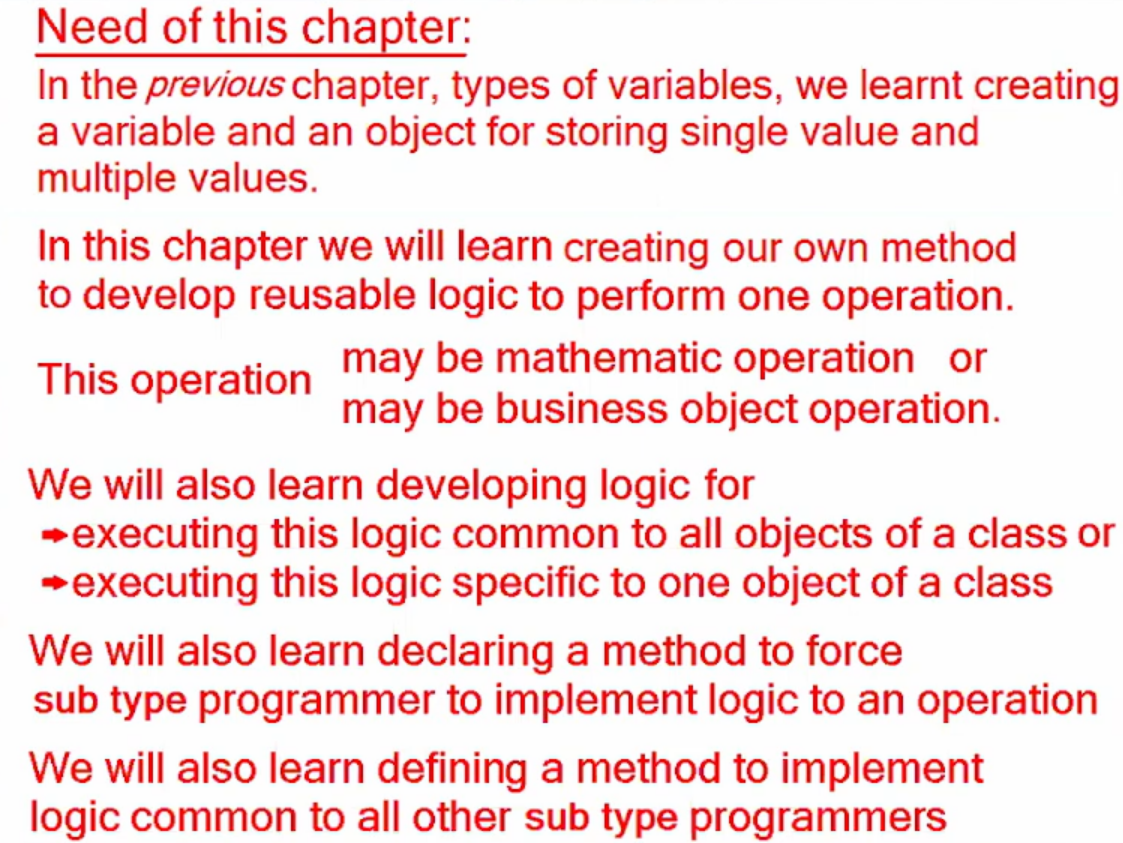 Need of this chapter:
In the previous chapter, types of variables, we learnt creating
a variable and an object for storing single value and
multiple values.
In this chapter we will learn creating our own method
to develop reusable logic to perform one operation.
This operation
may be mathematic operation or
may be business object operation.
We will also learn developing logic for
➡executing this logic common to all objects of a class or
➡executing this logic specific to one object of a class
We will also learn declaring a method to force
sub type programmer to implement logic to an operation
We will also learn defining a method to implement
logic common to all other sub type programmers